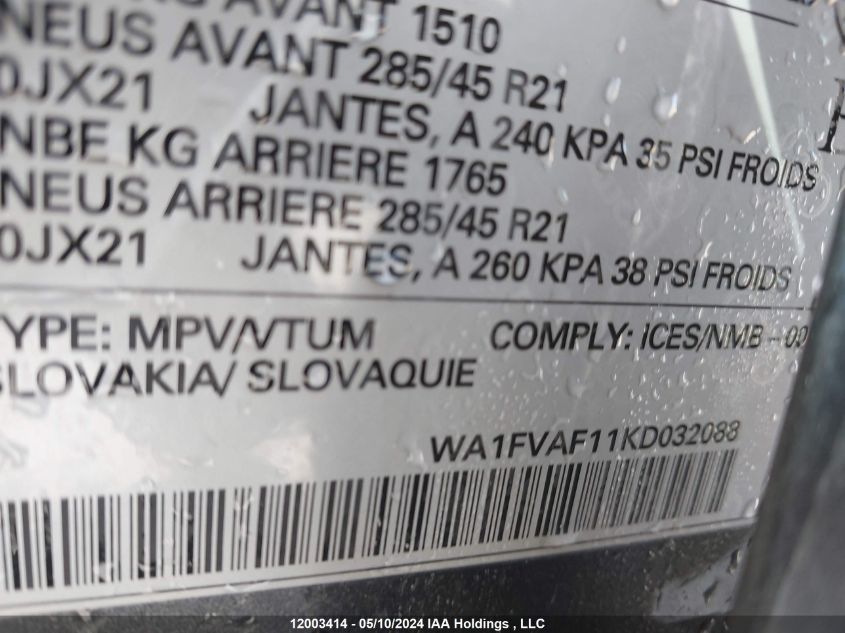 AVANT 1510
NEUS AVANT 285/45 R21
0JX21 JANTES, A 240 KPA 35 PSI FROIDS
NBE KG ARRIERE 1765
NEUS ARRIERE 285/45 R21
0JX21 JANTES, A 260 KPA 38 PSI FROIDS
YPE: MPV/VTUM COMPLY: ICES/NMB - 00
SLOVAKIA/ SLOVAQUIE
WA1FVAF11KD032088
12003414 - 05/10/2024 IAA Holdings , LLC